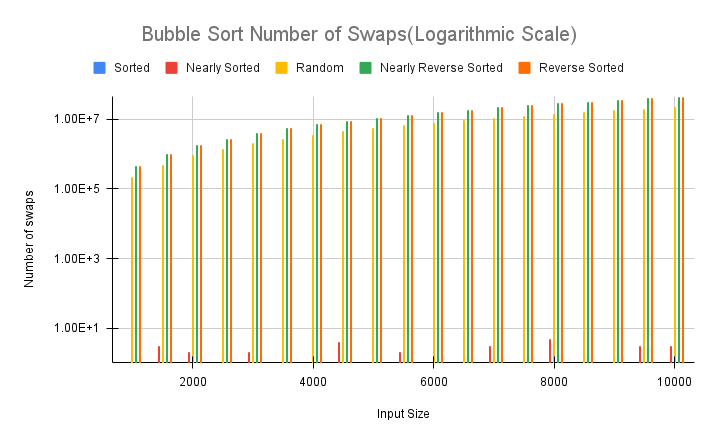 Bubble Sort Number of Swaps(Logarithmic Scale)
Sorted Nearly Sorted Random Nearly Reverse Sorted Reverse Sorted
1.00E+7
1.00E+5
1.00E+3
1.00E+1
Number of swaps
2000 4000 6000 8000 10000
Input Size